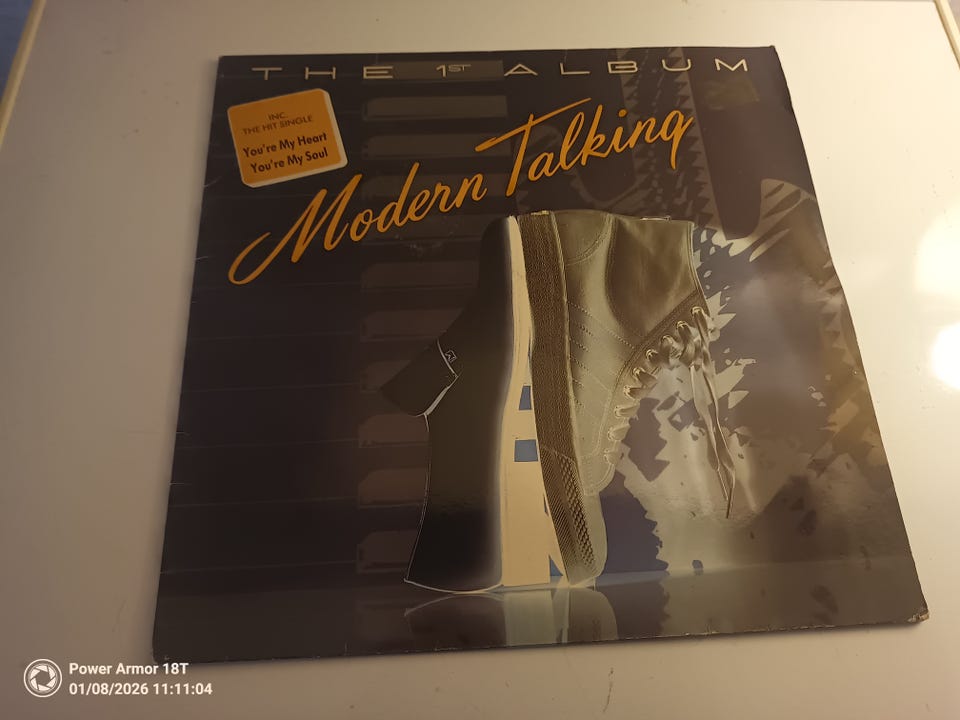 THE 1ST ALBUM
INC.
THE HIT SINGLE
You're My Heart
You're My Soul
Modern Talking
Power Armor 18T
01/08/2026 11:11:04